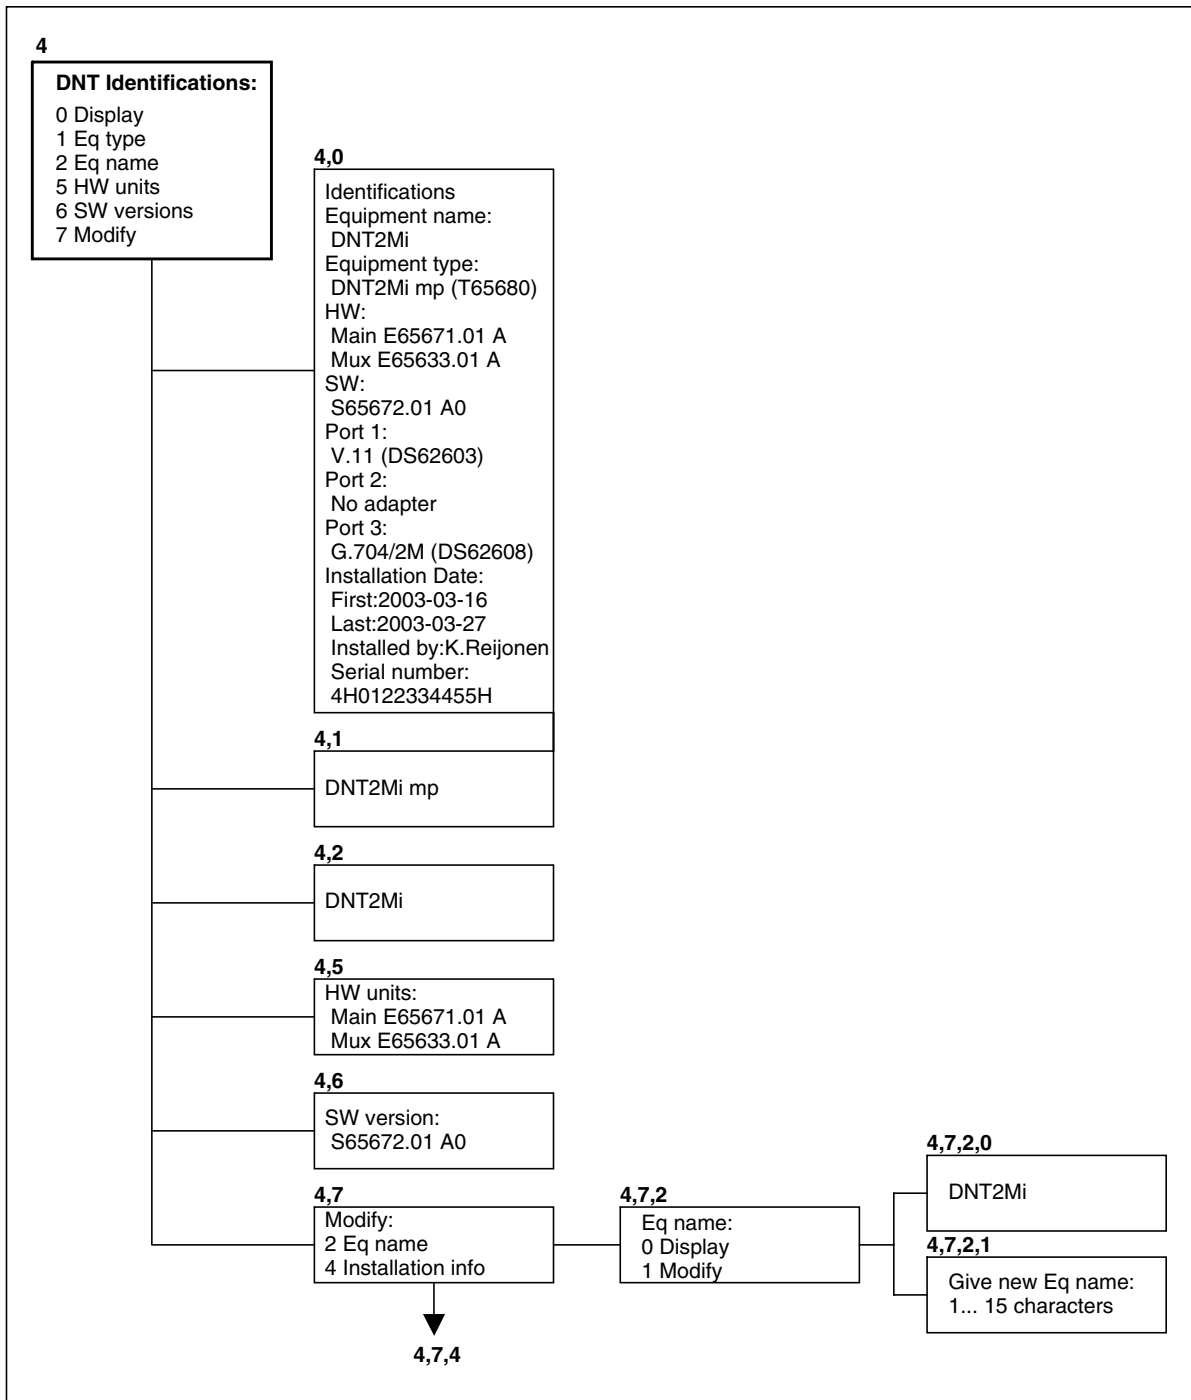 4
DNT Identifications:
0 Display
1 Eq type
2 Eq name
5 HW units
6 SW versions
7 Modify
4,0
Identifications
Equipment name:
DNT2Mi
Equipment type:
DNT2Mi mp (T65680)
HW:
Main E65671.01 A
Mux E65633.01 A
SW:
S65672.01 A0
Port 1:
V.11 (DS62603)
Port 2:
No adapter
Port 3:
G.704/2M (DS62608)
Installation Date:
First:2003-03-16
Last:2003-03-27
Installed by:K.Reijonen
Serial number:
4H0122334455H
4,1
DNT2Mi mp
4,2
DNT2Mi
4,5
HW units:
Main E65671.01 A
Mux E65633.01 A
4,6
SW version:
S65672.01 A0
4,7
Modify:
2 Eq name
4 Installation info
4,7,4
4,7,2
Eq name:
0 Display
1 Modify
4,7,2,0
DNT2Mi
4,7,2,1
Give new Eq name:
1... 15 characters